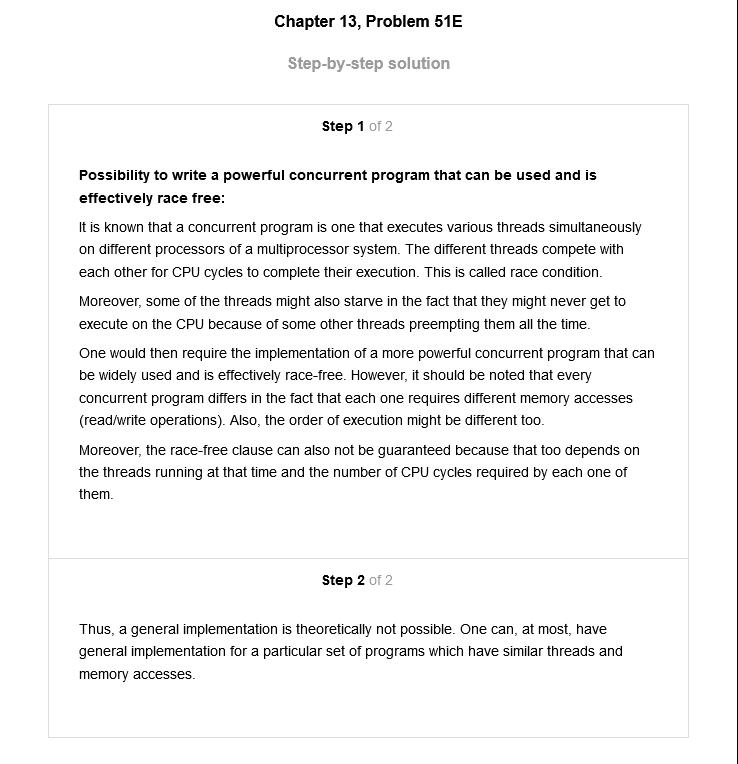 Chapter 13, Problem 51E
Step-by-step solution
Step 1 of 2
Possibility to write a powerful concurrent program that can be used and is
effectively race free:
It is known that a concurrent program is one that executes various threads simultaneously
on different processors of a multiprocessor system. The different threads compete with
each other for CPU cycles to complete their execution. This is called race condition.
Moreover, some of the threads might also starve in the fact that they might never get to
execute on the CPU because of some other threads preempting them all the time.
One would then require the implementation of a more powerful concurrent program that can
be widely used and is effectively race-free. However, it should be noted that every
concurrent program differs in the fact that each one requires different memory accesses
(read/write operations). Also, the order of execution might be different too.
Moreover, the race-free clause can also not be guaranteed because that too depends on
the threads running at that time and the number of CPU cycles required by each one of
them.
Step 2 of 2
Thus, a general implementation is theoretically not possible. One can, at most, have
general implementation for a particular set of programs which have similar threads and
memory accesses.